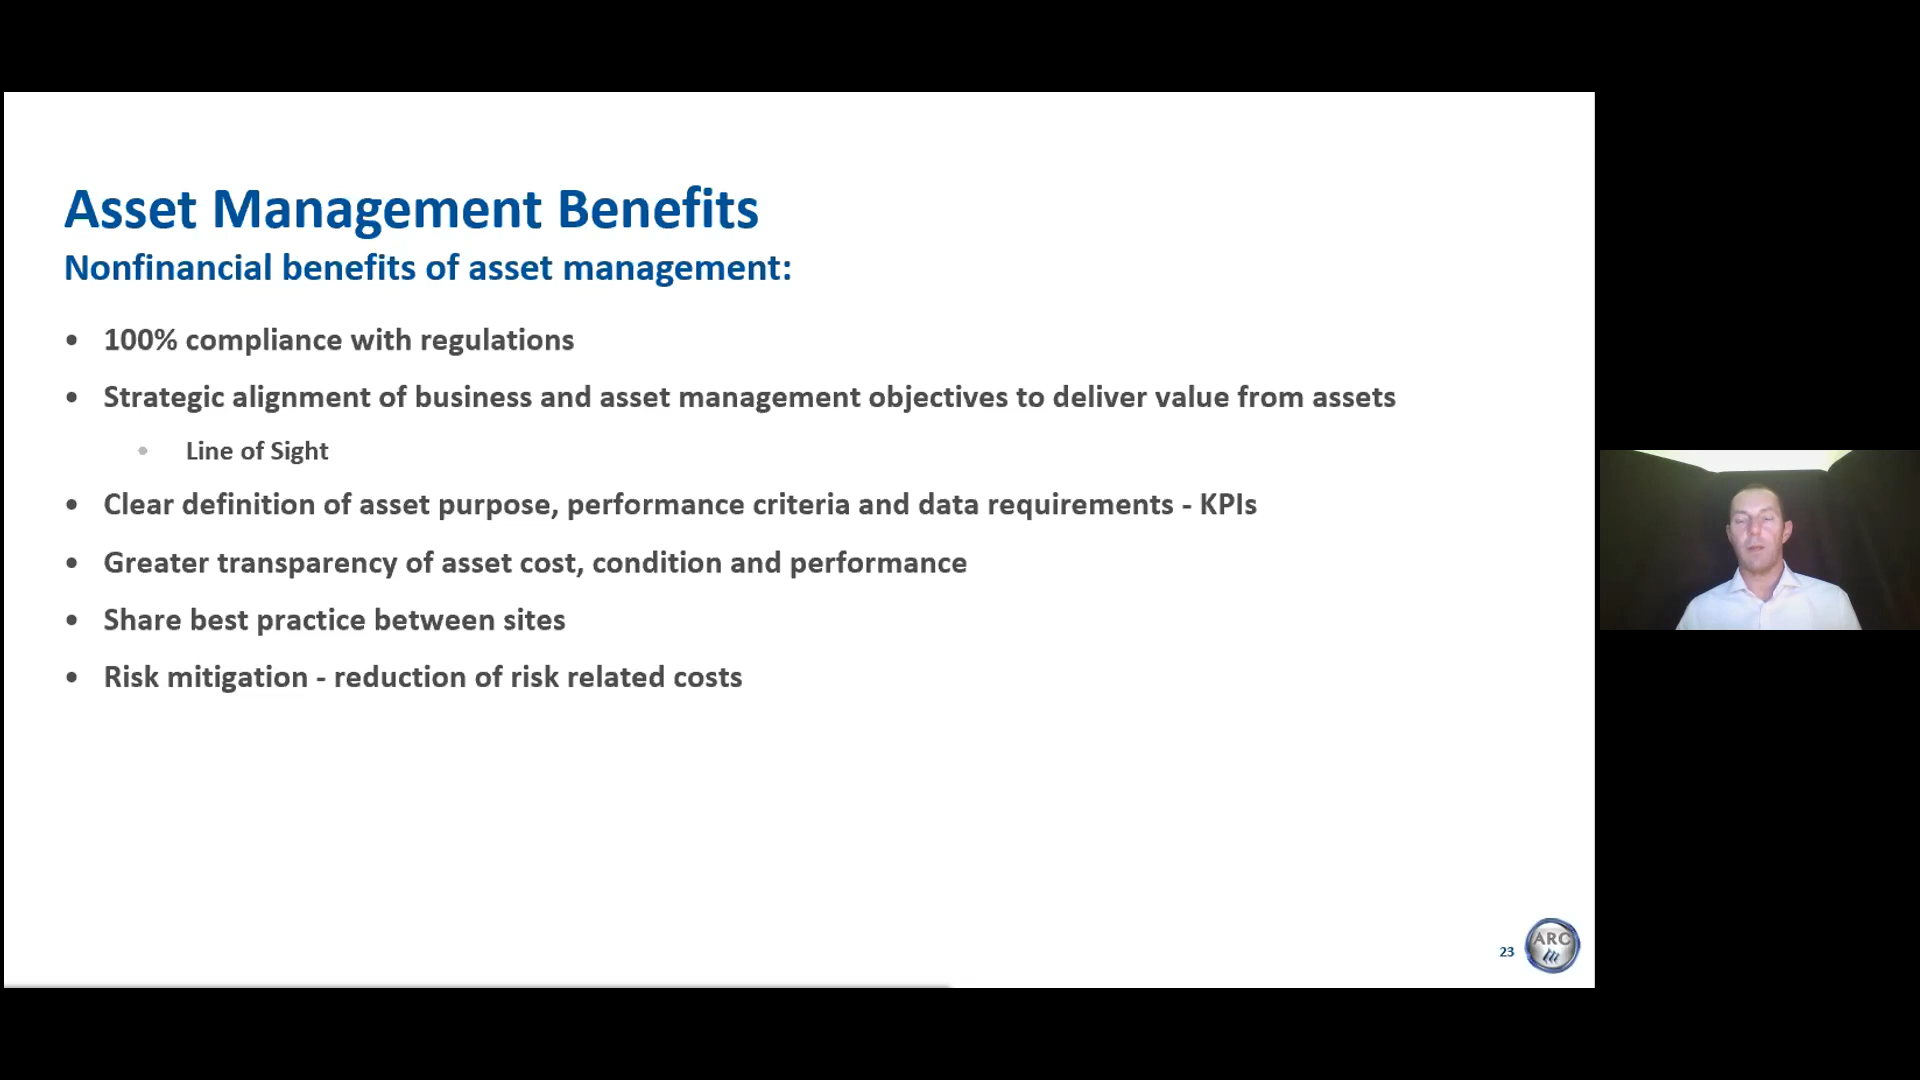 Asset Management Benefits
Nonfinancial benefits of asset management:
• 100% compliance with regulations
• Strategic alignment of business and asset management objectives to deliver value from assets
• Line of Sight
• Clear definition of asset purpose, performance criteria and data requirements - KPIs
• Greater transparency of asset cost, condition and performance
• Share best practice between sites
• Risk mitigation - reduction of risk related costs
23
ARC